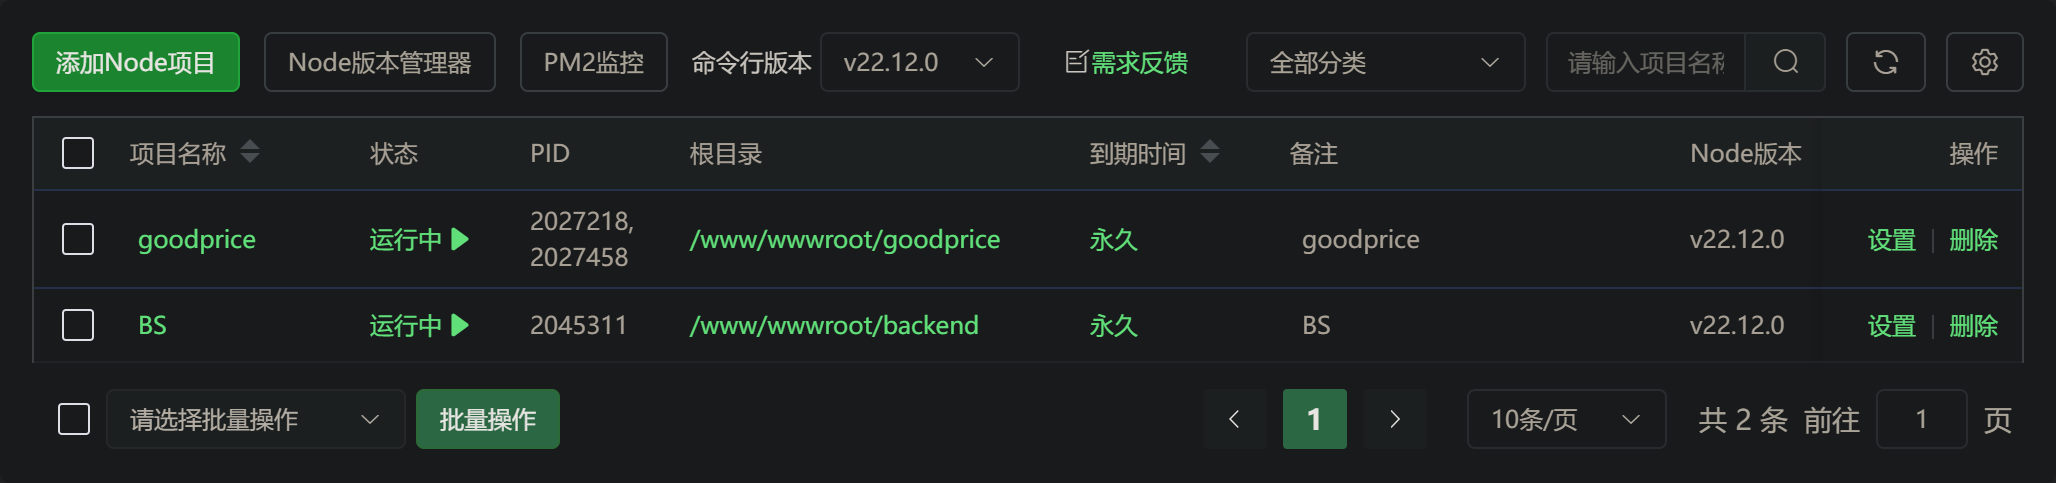 添加Node项目 Node版本管理器 PM2监控 命令行版本 v22.12.0 需求反馈 全部分类 请输入项目名称
项目名称 状态 PID 根目录 到期时间 备注 Node版本 操作
goodprice 运行中 2027218, 2027458 /www/wwwroot/goodprice 永久 goodprice v22.12.0 设置 | 删除
BS 运行中 2045311 /www/wwwroot/backend 永久 BS v22.12.0 设置 | 删除
请选择批量操作 批量操作 1 10条/页 共 2 条 前往 1 页